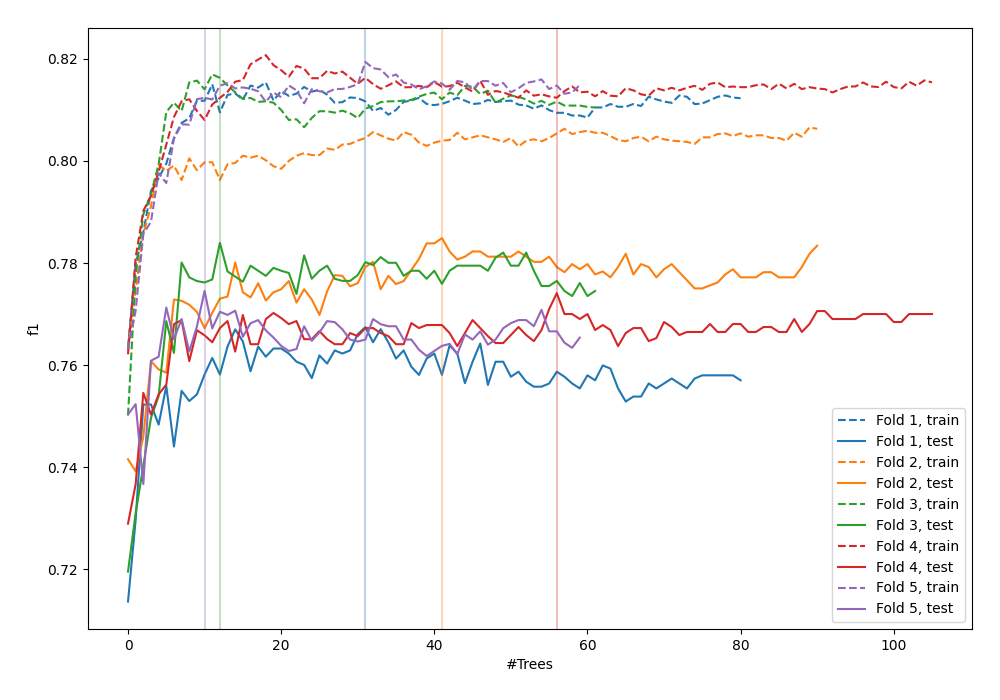 0.82
0.80
0.78
0.76
0.74
0.72
f1
0
20
40
60
80
100
#Trees
Fold 1, train
Fold 1, test
Fold 2, train
Fold 2, test
Fold 3, train
Fold 3, test
Fold 4, train
Fold 4, test
Fold 5, train
Fold 5, test